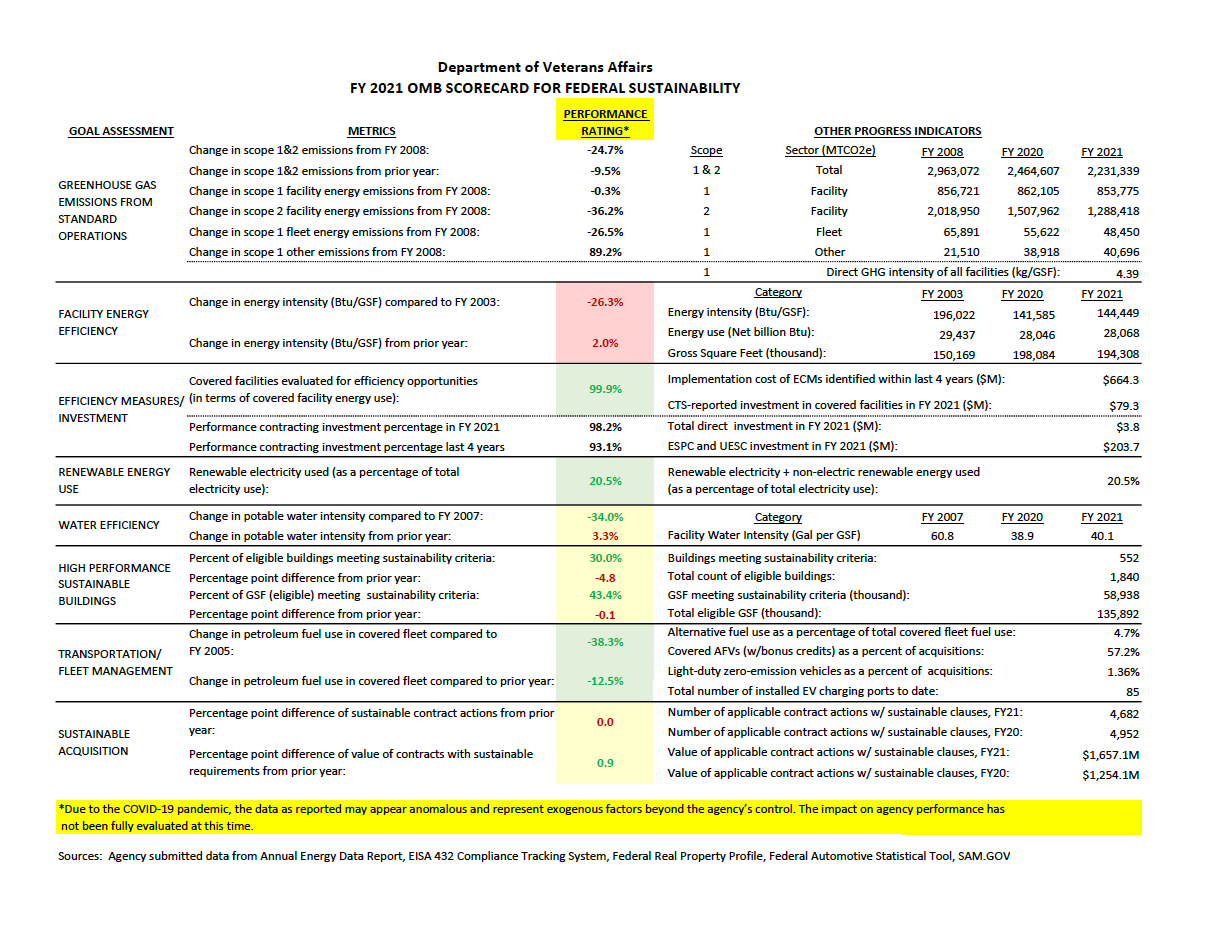 Department of Veterans Affairs
FY 2021 OMB SCORECARD FOR FEDERAL SUSTAINABILITY
GOAL ASSESSMENT METRICS PERFORMANCE RATING* OTHER PROGRESS INDICATORS
Change in scope 1&2 emissions from FY 2008: -24.7% Scope Sector (MTCO2e) FY 2008 FY 2020 FY 2021
Change in scope 1&2 emissions from prior year: -9.5% 1 & 2 Total 2,963,072 2,464,607 2,231,339
GREENHOUSE GAS
EMISSIONS FROM
STANDARD
OPERATIONS
Change in scope 1 facility energy emissions from FY 2008: -0.3% 1 Facility 856,721 862,105 853,775
Change in scope 2 facility energy emissions from FY 2008: -36.2% 2 Facility 2,018,950 1,507,962 1,288,418
Change in scope 1 fleet energy emissions from FY 2008: -26.5% 1 Fleet 65,891 55,622 48,450
Change in scope 1 other emissions from FY 2008: 89.2% 1 Other 21,510 38,918 40,696
1 Direct GHG intensity of all facilities (kg/GSF): 4.39
FACILITY ENERGY
EFFICIENCY
Change in energy intensity (Btu/GSF) compared to FY 2003: -26.3%
Change in energy intensity (Btu/GSF) from prior year: 2.0%
Category FY 2003 FY 2020 FY 2021
Energy intensity (Btu/GSF): 196,022 141,585 144,449
Energy use (Net billion Btu): 29,437 28,046 28,068
Gross Square Feet (thousand): 150,169 198,084 194,308
EFFICIENCY MEASURES/
INVESTMENT
Covered facilities evaluated for efficiency opportunities
(in terms of covered facility energy use): 99.9%
Implementation cost of ECMs identified within last 4 years ($M): $664.3
CTS-reported investment in covered facilities in FY 2021 ($M): $79.3
Performance contracting investment percentage in FY 2021 98.2% Total direct investment in FY 2021 ($M): $3.8
Performance contracting investment percentage last 4 years 93.1% ESPC and UESC investment in FY 2021 ($M): $203.7
RENEWABLE ENERGY
USE
Renewable electricity used (as a percentage of total
electricity use): 20.5%
Renewable electricity + non-electric renewable energy used
(as a percentage of total electricity use): 20.5%
WATER EFFICIENCY
Change in potable water intensity compared to FY 2007: -34.0% Category FY 2007 FY 2020 FY 2021
Change in potable water intensity from prior year: 3.3% Facility Water Intensity (Gal per GSF) 60.8 38.9 40.1
HIGH PERFORMANCE
SUSTAINABLE
BUILDINGS
Percent of eligible buildings meeting sustainability criteria: 30.0% Buildings meeting sustainability criteria: 552
Percentage point difference from prior year: -4.8 Total count of eligible buildings: 1,840
Percent of GSF (eligible) meeting sustainability criteria: 43.4% GSF meeting sustainability criteria (thousand): 58,938
Percentage point difference from prior year: -0.1 Total eligible GSF (thousand): 135,892
TRANSPORTATION/
FLEET MANAGEMENT
Change in petroleum fuel use in covered fleet compared to
FY 2005: -38.3%
Change in petroleum fuel use in covered fleet compared to prior year: -12.5%
Alternative fuel use as a percentage of total covered fleet fuel use: 4.7%
Covered AFVs (w/bonus credits) as a percent of acquisitions: 57.2%
Light-duty zero-emission vehicles as a percent of acquisitions: 1.36%
Total number of installed EV charging ports to date: 85
SUSTAINABLE
ACQUISITION
Percentage point difference of sustainable contract actions from prior
year: 0.0
Percentage point difference of value of contracts with sustainable
requirements from prior year: 0.9
Number of applicable contract actions w/ sustainable clauses, FY21: 4,682
Number of applicable contract actions w/ sustainable clauses, FY20: 4,952
Value of applicable contract actions w/ sustainable clauses, FY21: $1,657.1M
Value of applicable contract actions w/ sustainable clauses, FY20: $1,254.1M
*Due to the COVID-19 pandemic, the data as reported may appear anomalous and represent exogenous factors beyond the agency's control. The impact on agency performance has
not been fully evaluated at this time.
Sources: Agency submitted data from Annual Energy Data Report, EISA 432 Compliance Tracking System, Federal Real Property Profile, Federal Automotive Statistical Tool, SAM.GOV